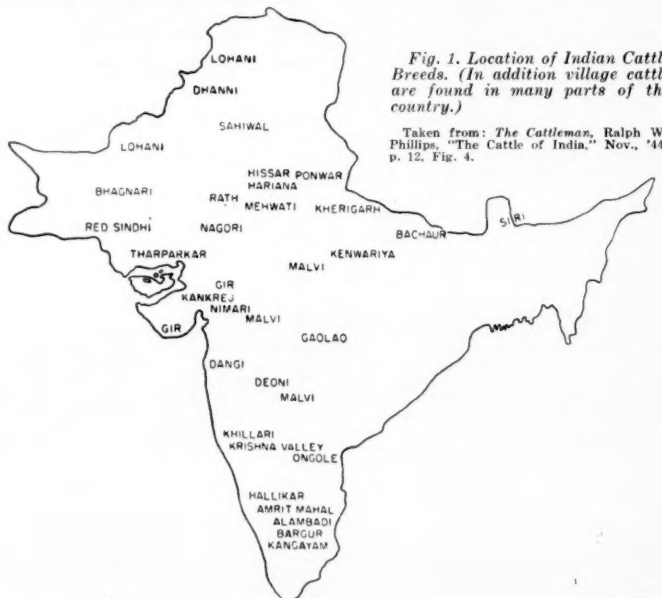 Fig. 1. Location of Indian Cattl
Breeds. (In addition village cattl
are found in many parts of th
country.)
Taken from: The Cattleman, Ralph W
Phillips, "The Cattle of India," Nov., '44
p. 12, Fig. 4.
LOHANI
DHANNI
SAHIWAL
LOHANI
HISSAR PONWAR
HARIANA
BHAGNARI
RATH
MEHWATI
KHERIGARH
SIRI
RED SINDHI
NAGORI
BACHAUR
THARPARKAR
KENWARIYA
MALVI
GIR
KANKREJ
NIMARI
GIR
MALVI
GAOLAO
DANGI
DEONI
MALVI
KHILLARI
KRISHNA VALLEY
ONGOLE
HALLIKAR
AMRIT MAHAL
ALAMBADI
BARGUR
KANGAYAM